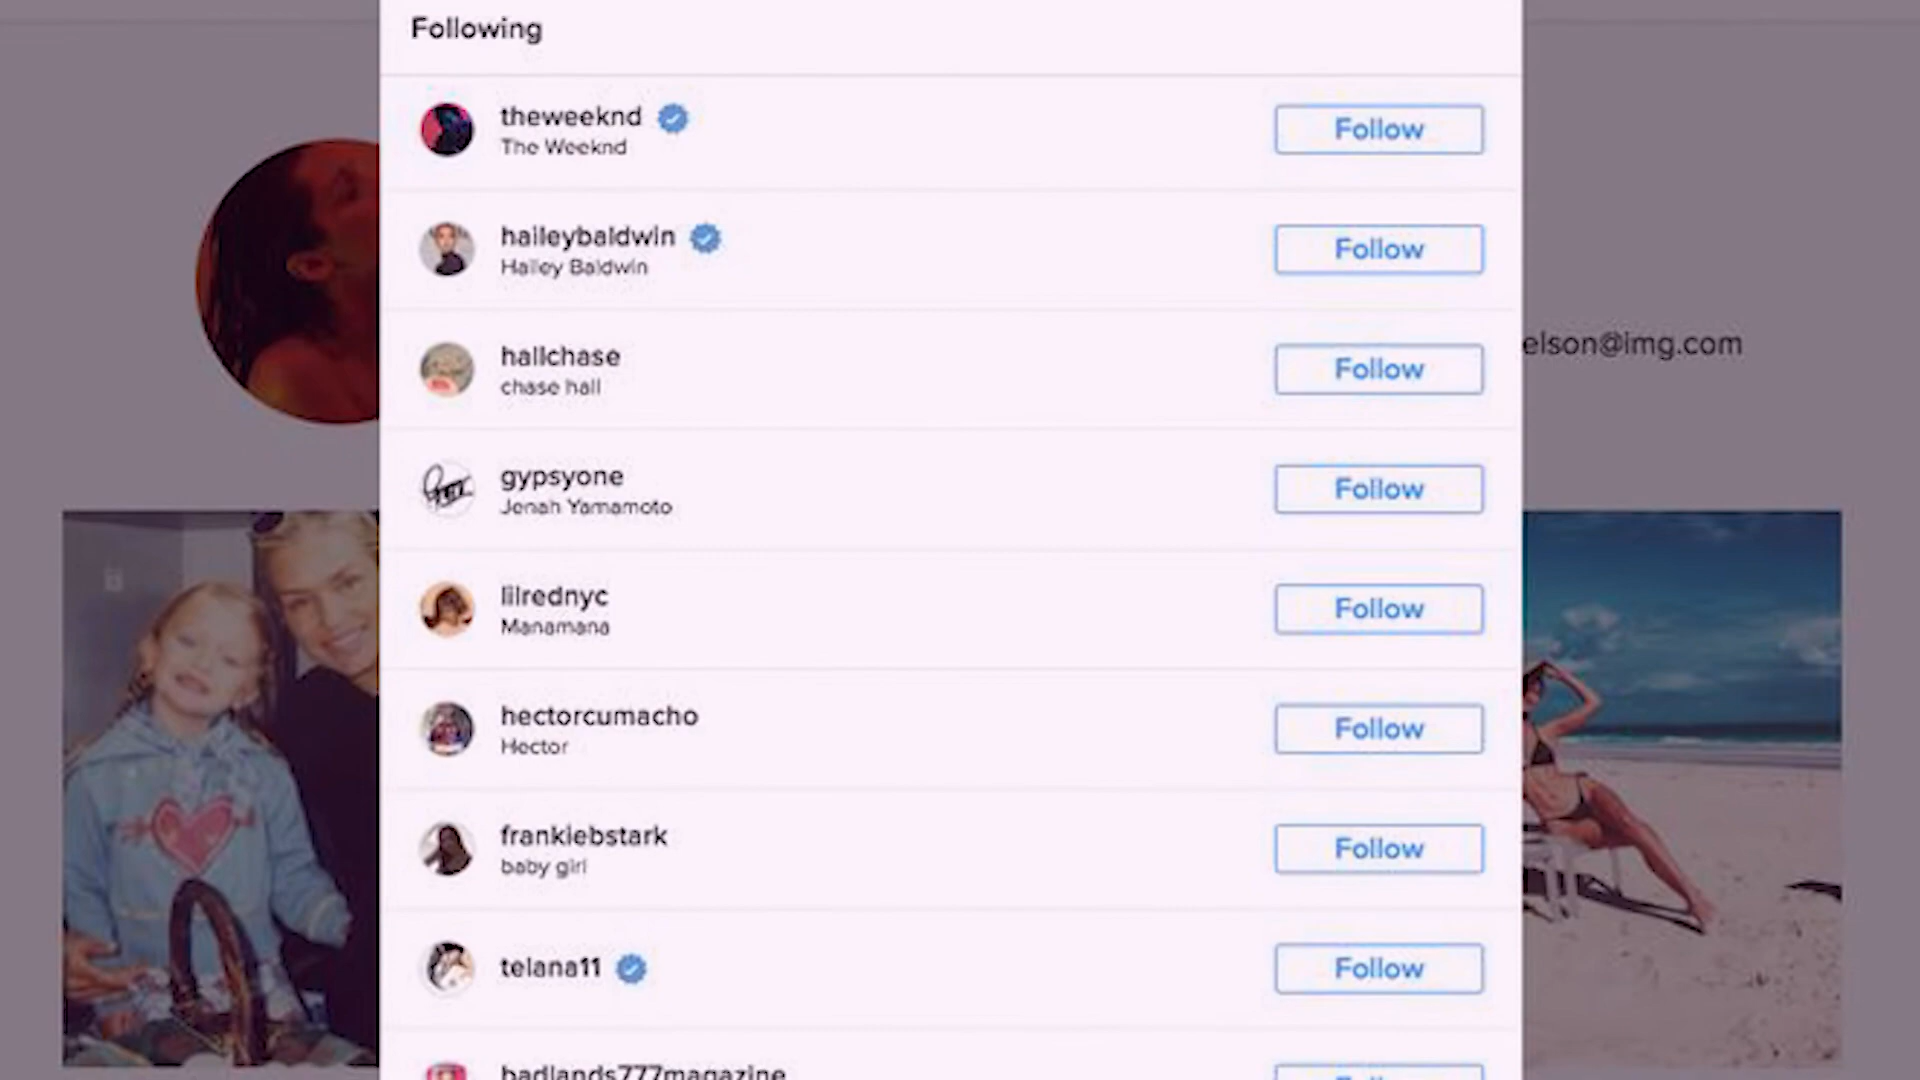 Following
theweeknd
The Weeknd
Follow
haileybaldwin
Hailey Baldwin
Follow
hallchase
chase hall
Follow
elson@img.com
gypsyone
Jonah Yamamoto
Follow
lilrednyc
Manamana
Follow
hectorcumacho
Hector
Follow
frankiebstark
baby girl
Follow
telana11
Follow
badlands777magazine